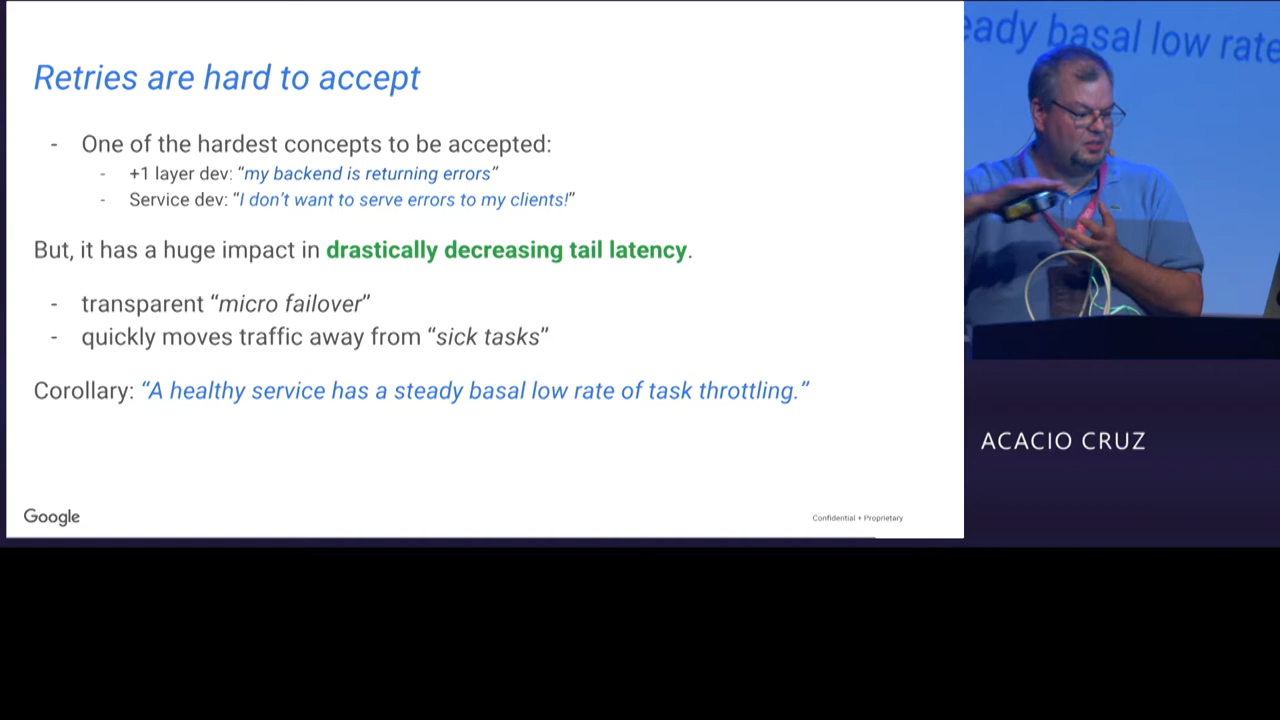 Retries are hard to accept
- One of the hardest concepts to be accepted:
- +1 layer dev: “my backend is returning errors”
- Service dev: “I don’t want to serve errors to my clients!”
But, it has a huge impact in drastically decreasing tail latency.
- transparent “micro failover”
- quickly moves traffic away from “sick tasks”
Corollary: “A healthy service has a steady basal low rate of task throttling.”
Google
Confidential + Proprietary
eady basal low rate
ACACIO CRUZ